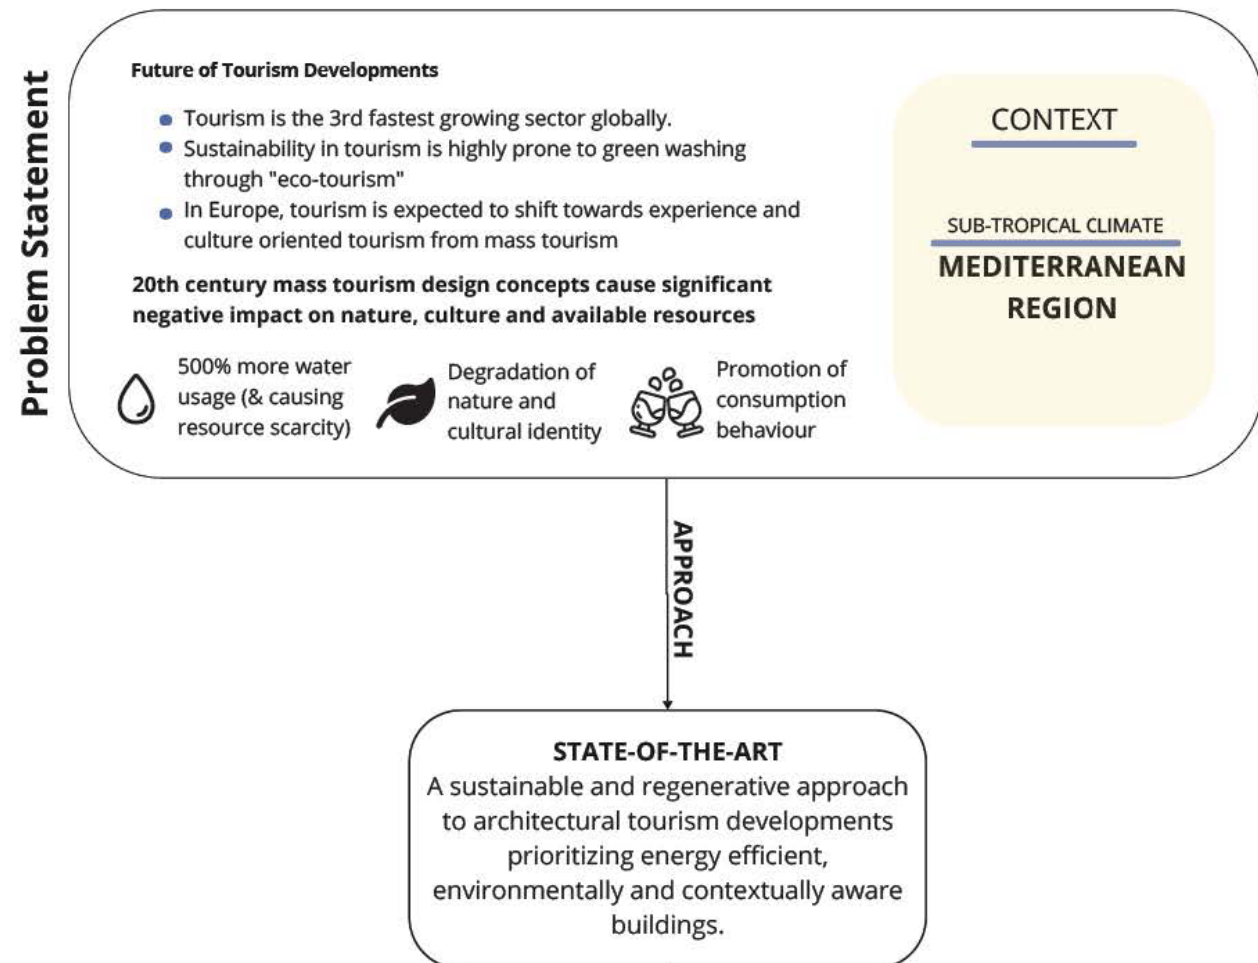 Problem Statement
Future of Tourism Developments
Tourism is the 3rd fastest growing sector globally.
Sustainability in tourism is highly prone to green washing
through "eco-tourism"
In Europe, tourism is expected to shift towards experience and
culture oriented tourism from mass tourism
20th century mass tourism design concepts cause significant
negative impact on nature, culture and available resources
500% more water
usage (& causing
resource scarcity)
Degradation of
nature and
cultural identity
Promotion of
consumption
behaviour
CONTEXT
SUB-TROPICAL CLIMATE
MEDITERRANEAN
REGION
APPROACH
STATE-OF-THE-ART
A sustainable and regenerative approach
to architectural tourism developments
prioritizing energy efficient,
environmentally and contextually aware
buildings.